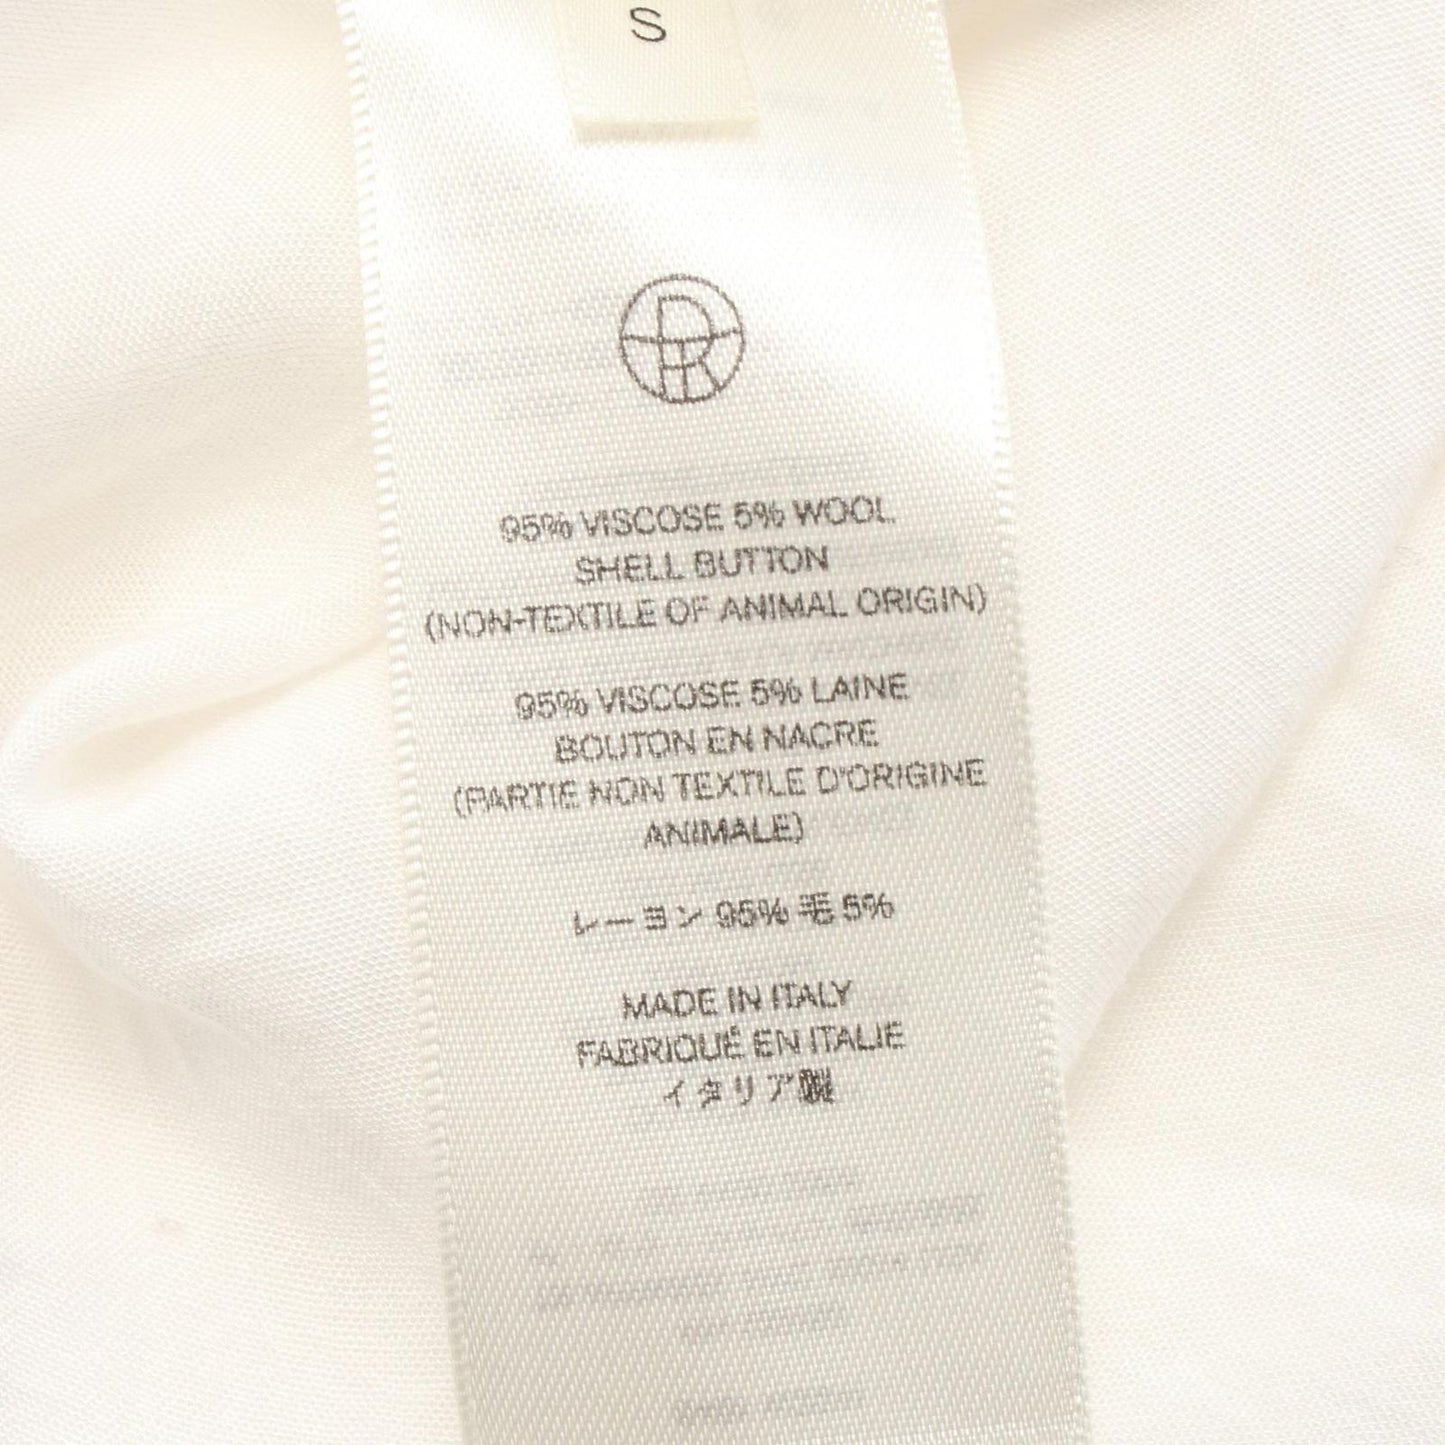 S
95% VISCOSE 5% WOOL
SHELL BUTTON
(NON-TEXTILE OF ANIMAL ORIGIN)
95% VISCOSE 5% LAINE
BOUTON EN NACRE
(PARTIE NON TEXTILE D'ORIGINE
ANIMALE)
レーヨン 95% 毛 5%
MADE IN ITALY
FABRIQUÉ EN ITALIE
イタリア製